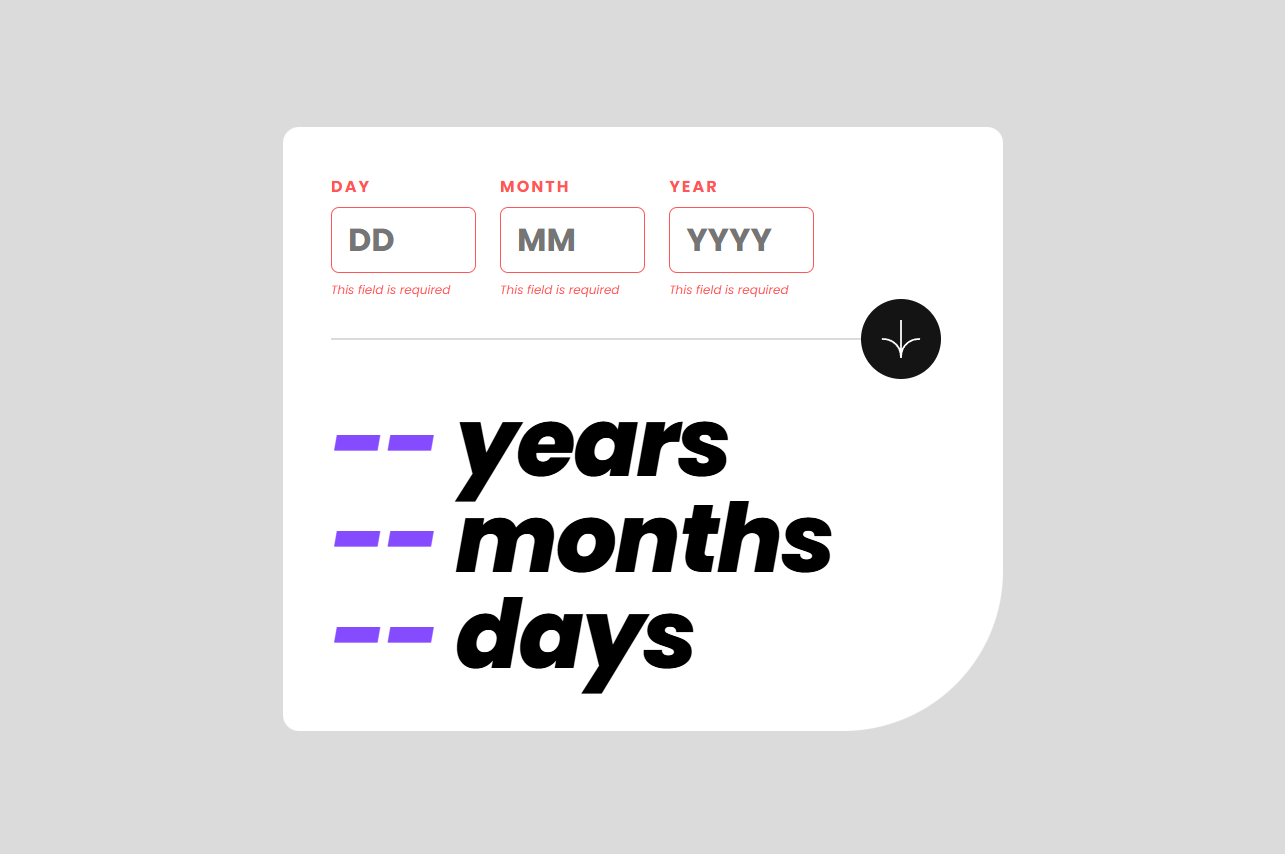 DAY MONTH YEAR
DD MM YYYY
This field is required This field is required This field is required
-- years
-- months
-- days